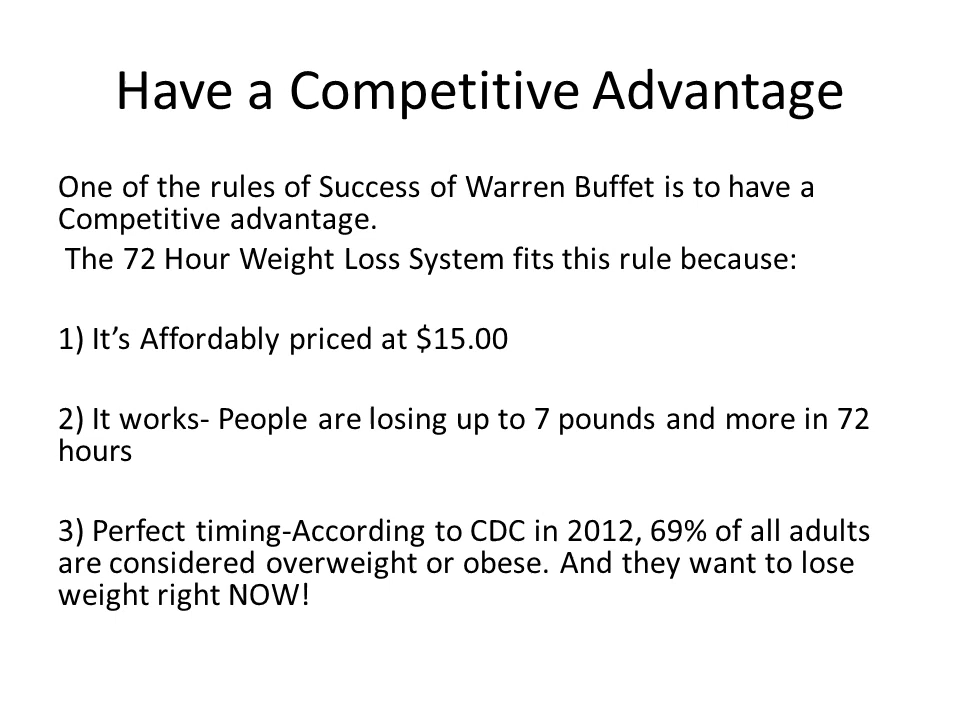 Have a Competitive Advantage
One of the rules of Success of Warren Buffet is to have a
Competitive advantage.
The 72 Hour Weight Loss System fits this rule because:
1) It’s Affordably priced at $15.00
2) It works- People are losing up to 7 pounds and more in 72
hours
3) Perfect timing-According to CDC in 2012, 69% of all adults
are considered overweight or obese. And they want to lose
weight right NOW!